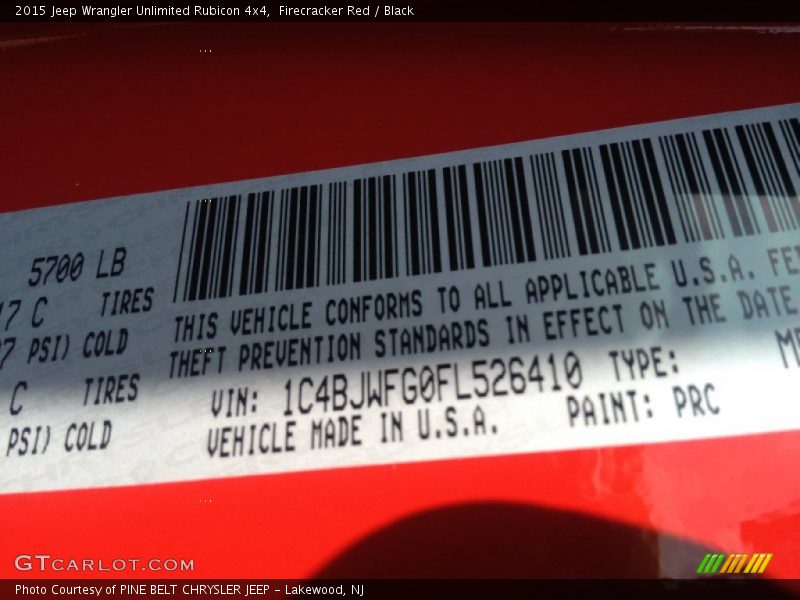 2015 Jeep Wrangler Unlimited Rubicon 4x4,  Firecracker Red / Black
5700 LB
17 C TIRES
PSI) COLD
C TIRES
PSI) COLD
THIS VEHICLE CONFORMS TO ALL APPLICABLE U.S.A.
THEFT PREVENTION STANDARDS IN EFFECT ON THE DATE
VIN: 1C4BJWFG0FL526410 TYPE:
VEHICLE MADE IN U.S.A. PAINT: PRC
GTCARLOT.COM
Photo Courtesy of PINE BELT CHRYSLER JEEP - Lakewood, NJ